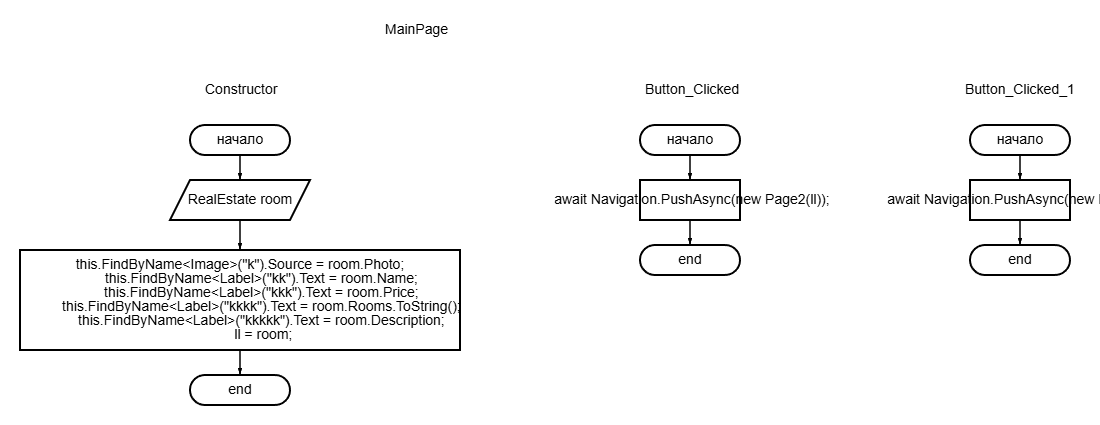 MainPage
Constructor
начало
RealEstate room
this.FindByName<Image>("k").Source = room.Photo;
this.FindByName<Label>("kk").Text = room.Name;
this.FindByName<Label>("kkk").Text = room.Price;
this.FindByName<Label>("kkkk").Text = room.Rooms.ToString();
this.FindByName<Label>("kkkkk").Text = room.Description;
ll = room;
end
Button_Clicked
начало
await Navigation.PushAsync(new Page2(ll));
end
Button_Clicked_1
начало
await Navigation.PushAsync(new
end